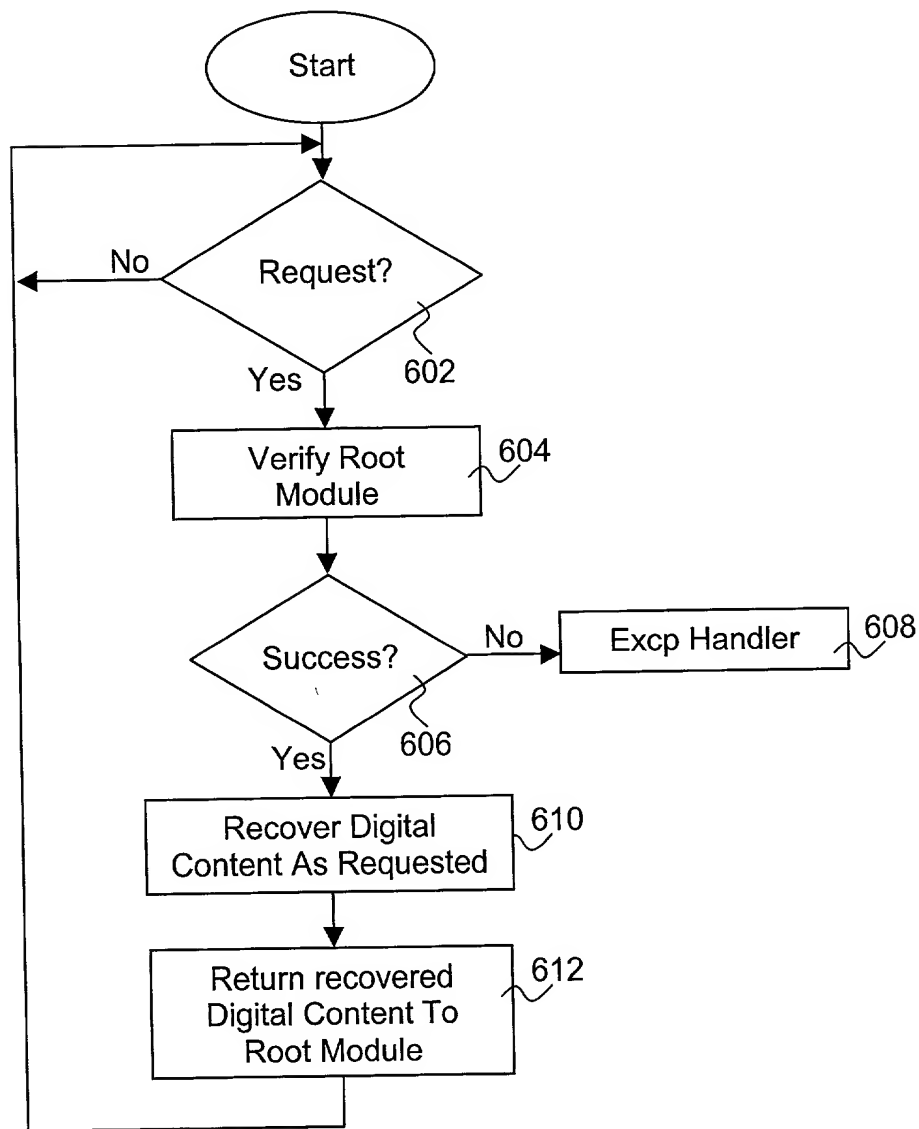 Start
No
Request?
602
Yes
Verify Root
Module
604
Success?
No
Excp Handler
608
606
Yes
Recover Digital
Content As Requested
610
Return recovered
Digital Content To
Root Module
612